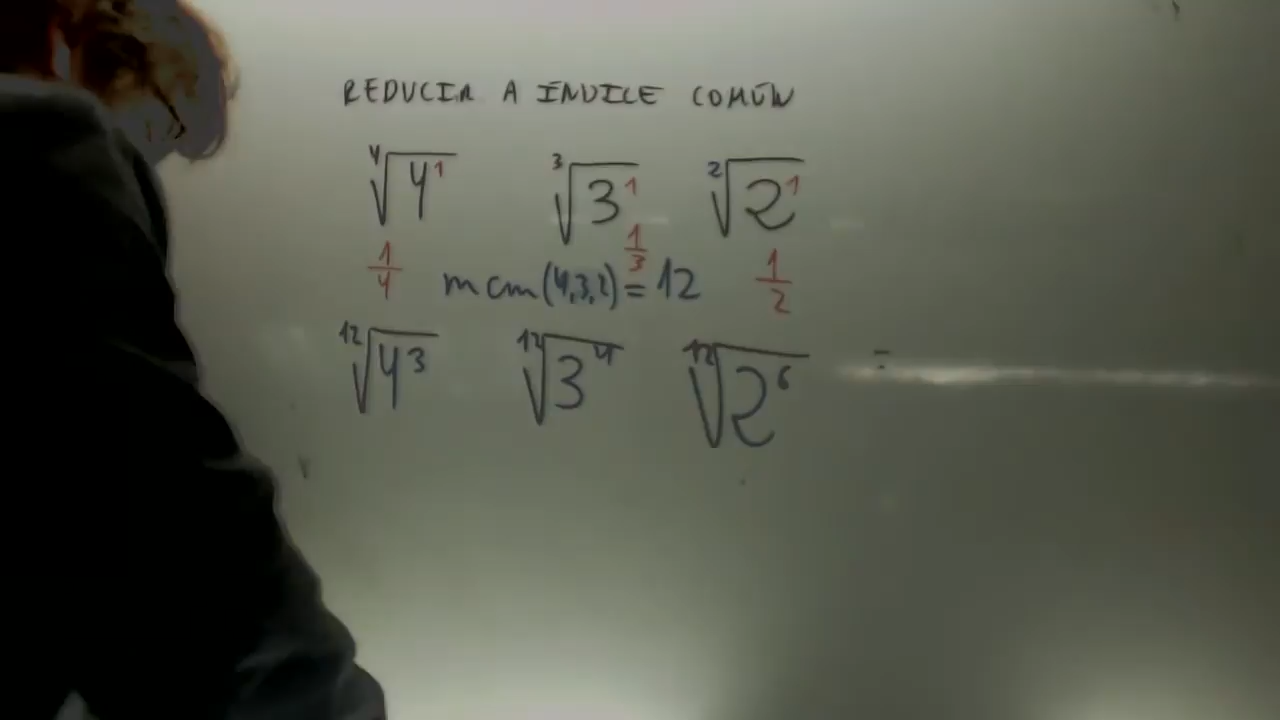 REDUCIR A ÍNDICE COMÚN
⁴√4¹ ³√3¹ ²√2¹
1/4 mcm(4,3,2)=12 1/3 1/2
¹²√4³ ¹²√3⁴ ¹²√2⁶